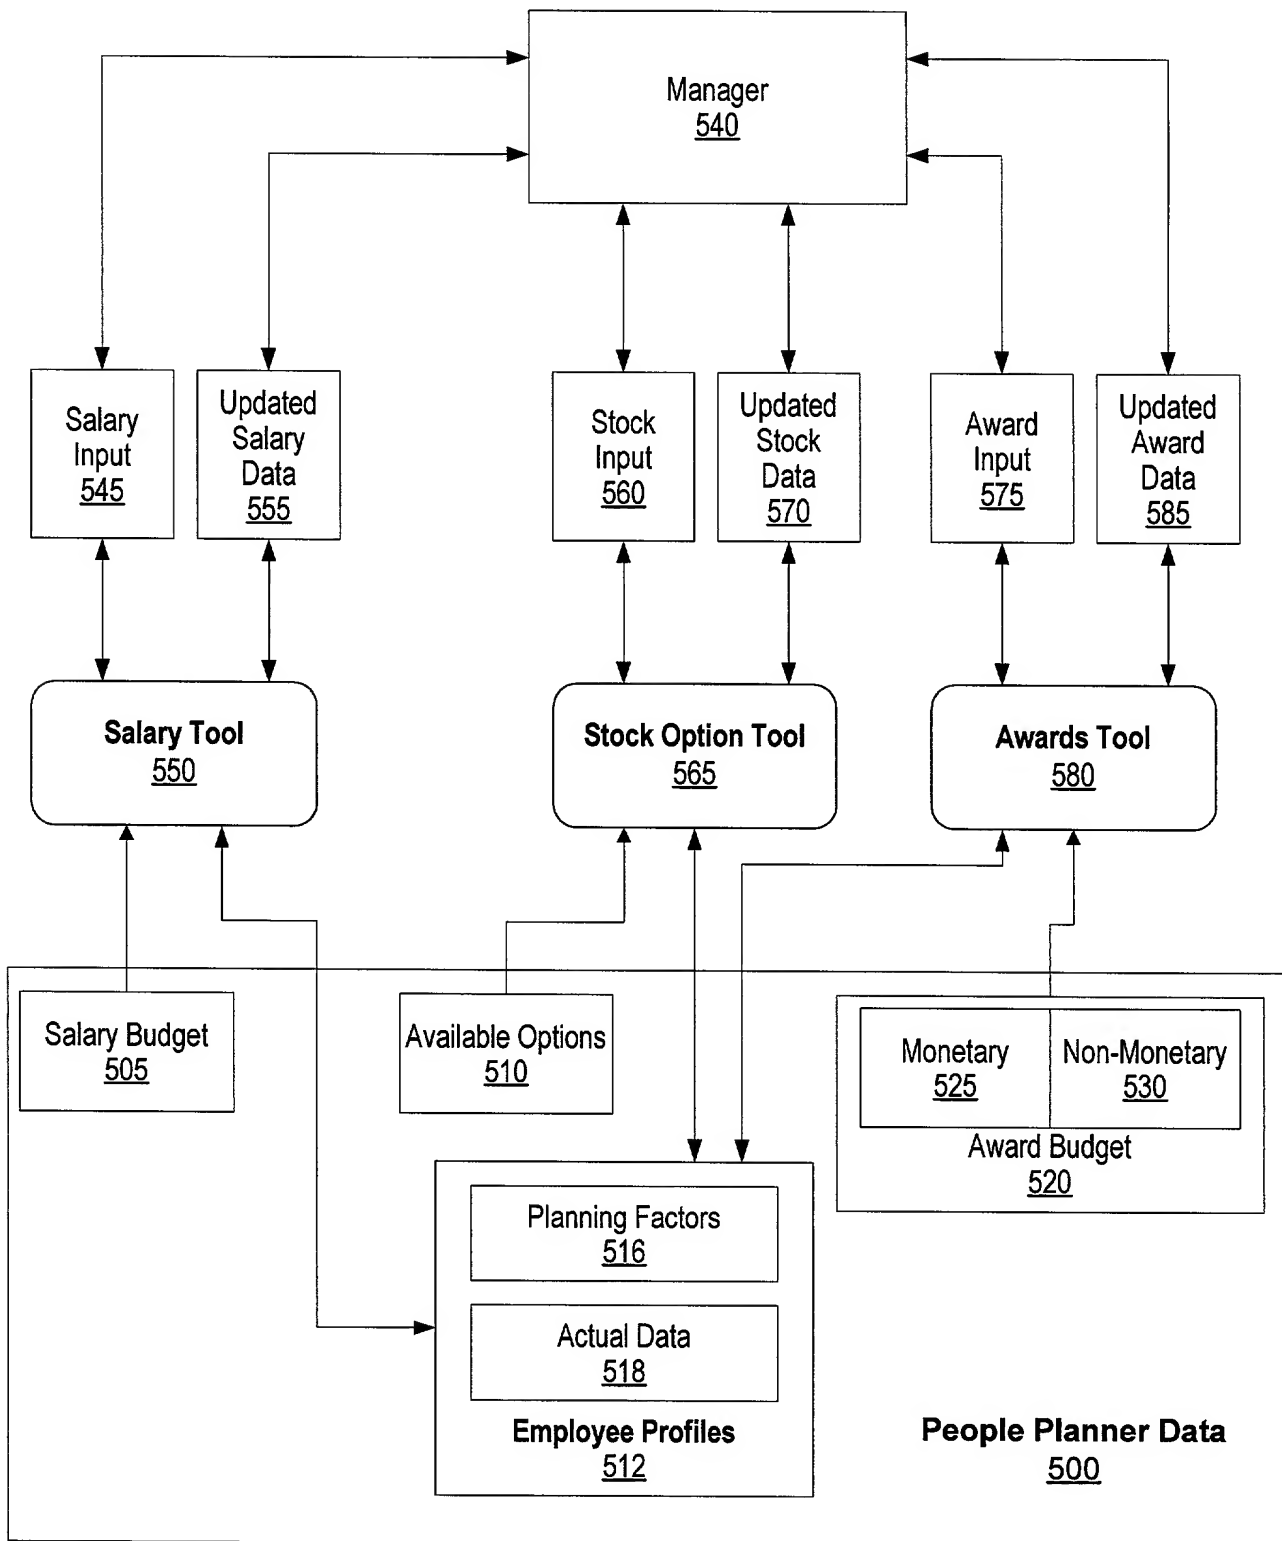 Manager
540
Salary
Input
545
Updated
Salary
Data
555
Stock
Input
560
Updated
Stock
Data
570
Award
Input
575
Updated
Award
Data
585
Salary Tool
550
Stock Option Tool
565
Awards Tool
580
Salary Budget
505
Available Options
510
Monetary
525
Non-Monetary
530
Award Budget
520
Planning Factors
516
Actual Data
518
Employee Profiles
512
People Planner Data
500